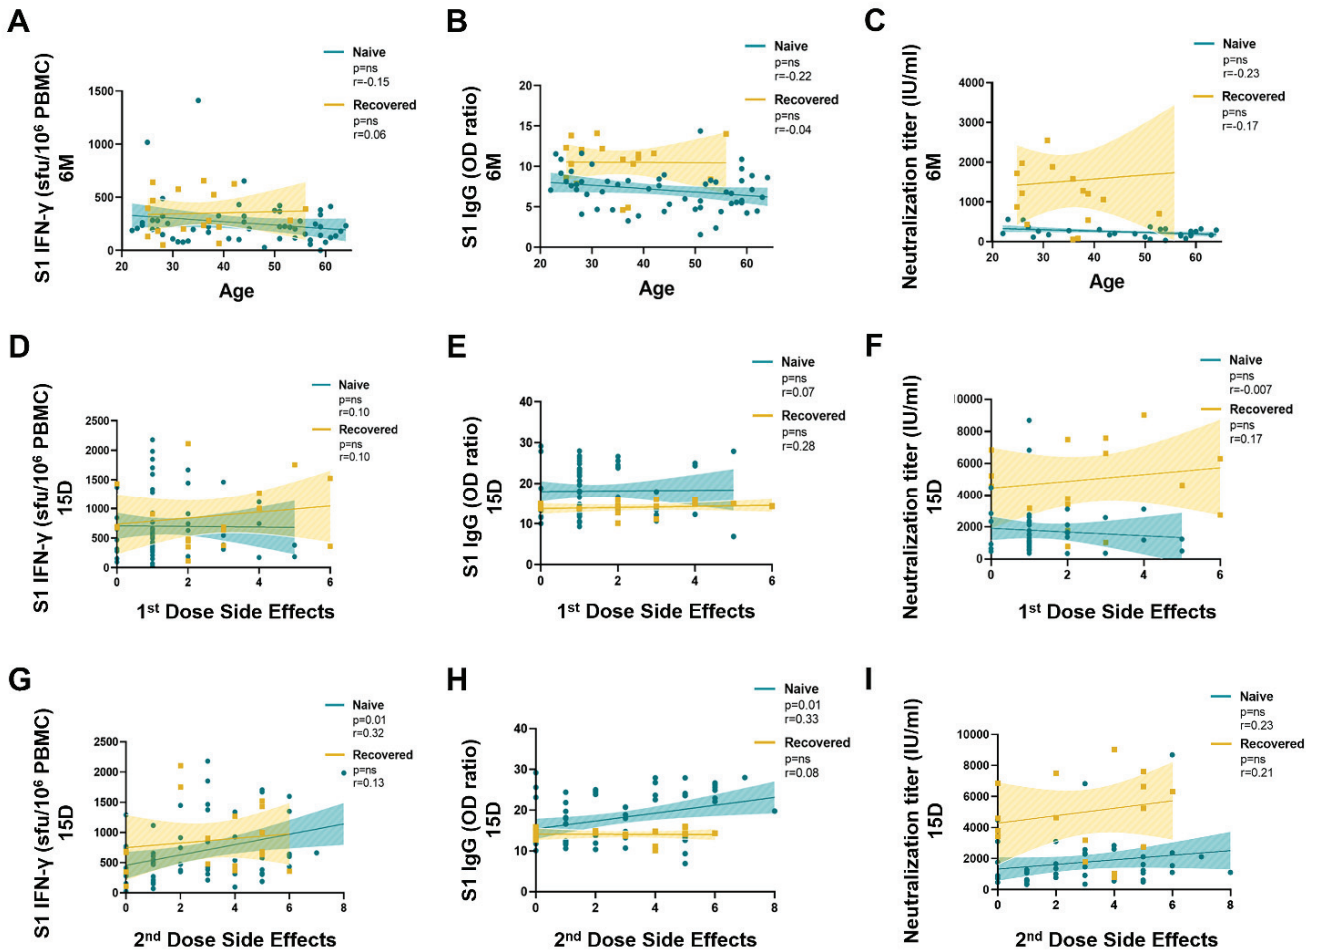 A
S1 IFN-γ (sfu/10⁶ PBMC)
6M
1500
1000
500
0
20 30 40 50 60
Age
Naive
p=ns
r=-0.15
Recovered
p=ns
r=0.06
B
S1 IgG (OD ratio)
6M
20
15
10
5
0
20 30 40 50 60
Age
Naive
p=ns
r=-0.22
Recovered
p=ns
r=-0.04
C
Neutralization titer (IU/ml)
6M
4000
3000
2000
1000
0
20 30 40 50 60
Age
Naive
p=ns
r=-0.23
Recovered
p=ns
r=-0.17
D
S1 IFN-γ (sfu/10⁶ PBMC)
15D
2500
2000
1500
1000
500
0
0 2 4 6
1st Dose Side Effects
Naive
p=ns
r=0.10
Recovered
p=ns
r=0.10
E
S1 IgG (OD ratio)
15D
40
30
20
10
0
0 2 4 6
1st Dose Side Effects
Naive
p=ns
r=0.07
Recovered
p=ns
r=0.28
F
Neutralization titer (IU/ml)
15D
10000
8000
6000
4000
2000
0
0 2 4 6
1st Dose Side Effects
Naive
p=ns
r=-0.007
Recovered
p=ns
r=0.17
G
S1 IFN-γ (sfu/10⁶ PBMC)
15D
2500
2000
1500
1000
500
0
0 2 4 6 8
2nd Dose Side Effects
Naive
p=0.01
r=0.32
Recovered
p=ns
r=0.13
H
S1 IgG (OD ratio)
15D
40
30
20
10
0
0 2 4 6 8
2nd Dose Side Effects
Naive
p=0.01
r=0.33
Recovered
p=ns
r=0.08
I
Neutralization titer (IU/ml)
15D
10000
8000
6000
4000
2000
0
0 2 4 6 8
2nd Dose Side Effects
Naive
p=ns
r=0.23
Recovered
p=ns
r=0.21